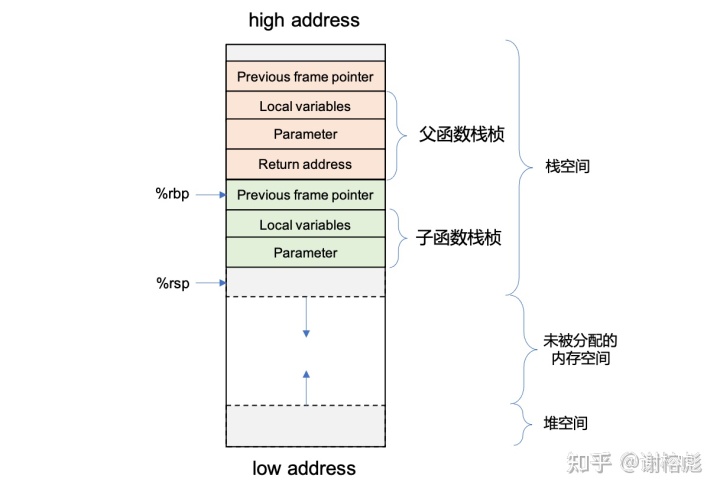 high address
Previous frame pointer
Local variables
Parameter
Return address
父函数栈桢
%rbp
Previous frame pointer
Local variables
Parameter
子函数栈桢
栈空间
%rsp
未被分配的
内存空间
堆空间
low address
知乎 @谢榕彪